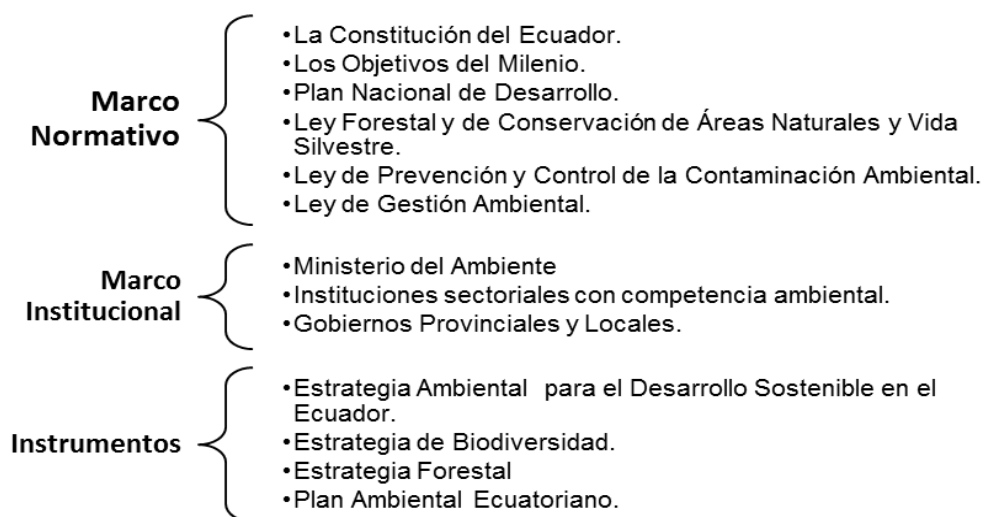 Marco
Normativo
•La Constitución del Ecuador.
•Los Objetivos del Milenio.
•Plan Nacional de Desarrollo.
•Ley Forestal y de Conservación de Áreas Naturales y Vida
Silvestre.
•Ley de Prevención y Control de la Contaminación Ambiental.
•Ley de Gestión Ambiental.
Marco
Institucional
•Ministerio del Ambiente
•Instituciones sectoriales con competencia ambiental.
•Gobiernos Provinciales y Locales.
Instrumentos
•Estrategia Ambiental para el Desarrollo Sostenible en el
Ecuador.
•Estrategia de Biodiversidad.
•Estrategia Forestal
•Plan Ambiental Ecuatoriano.